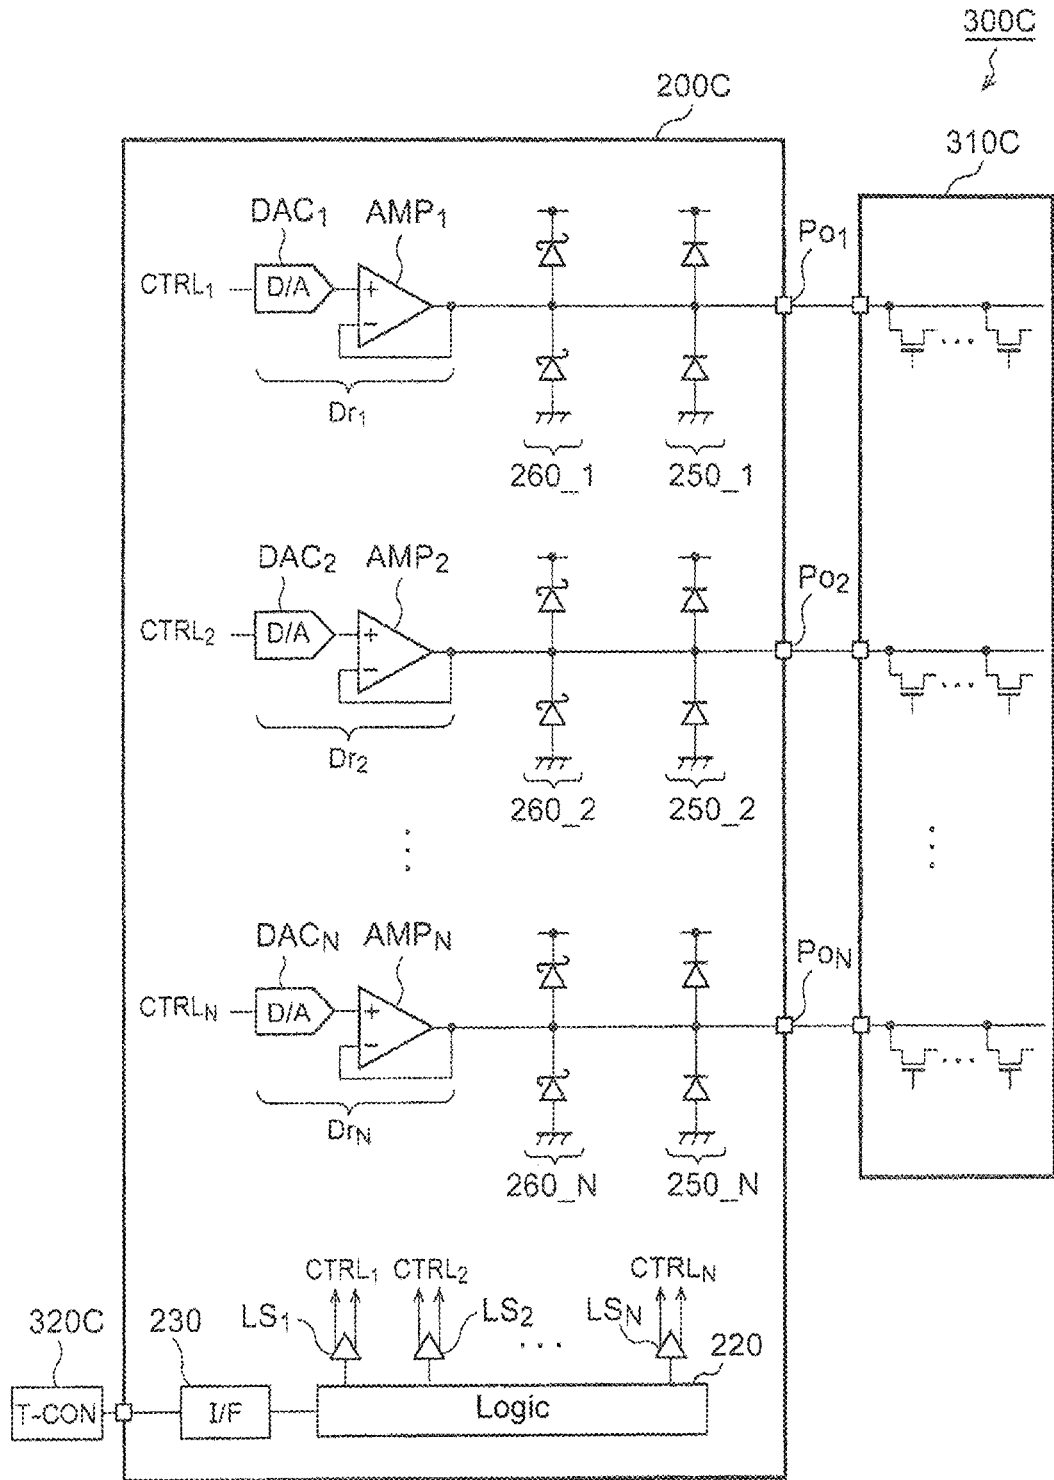 300C
200C
310C
DAC1 AMP1
Po1
CTRL1 D/A + −
Dr1
260_1 250_1
DAC2 AMP2
Po2
CTRL2 D/A + −
Dr2
260_2 250_2
DACN AMPN
PoN
CTRLN D/A + −
DrN
260_N 250_N
CTRL1 CTRL2 CTRLN
320C 230 LS1 LS2 LSN 220
T-CON I/F Logic